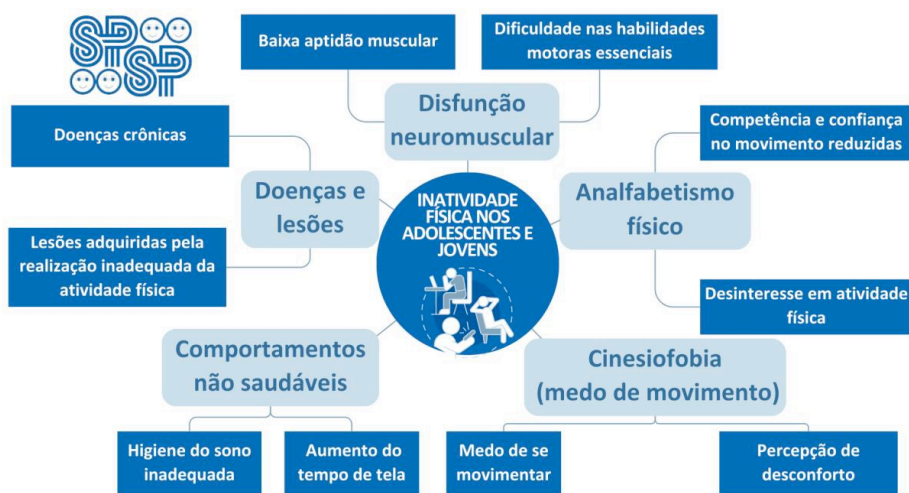 SP
SP
Baixa aptidão muscular
Dificuldade nas habilidades
motoras essenciais
Disfunção
neuromuscular
Doenças crônicas
Competência e confiança
no movimento reduzidas
Doenças e
lesões
INATIVIDADE
FÍSICA NOS
ADOLESCENTES E
JOVENS
Analfabetismo
físico
Lesões adquiridas pela
realização inadequada da
atividade física
Desinteresse em atividade
física
Comportamentos
não saudáveis
Cinesiofobia
(medo de movimento)
Higiene do sono
inadequada
Aumento do
tempo de tela
Medo de se
movimentar
Percepção de
desconforto